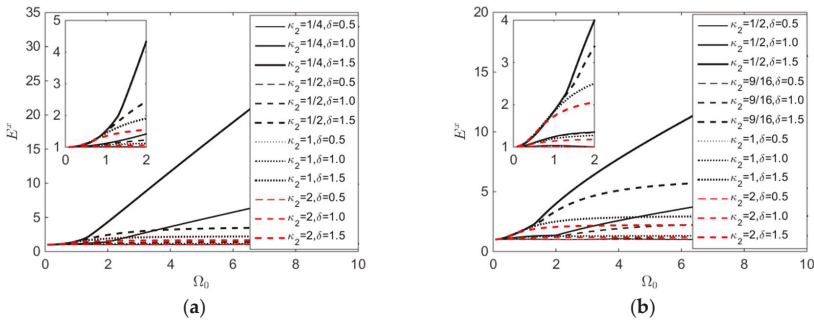 35
30
25
20
15
10
5
0
E^x
0 2 4 6 8 10
Ω₀
5
4
3
2
1
0 1 2
κ₂=1/4,δ=0.5
κ₂=1/4,δ=1.0
κ₂=1/4,δ=1.5
κ₂=1/2,δ=0.5
κ₂=1/2,δ=1.0
κ₂=1/2,δ=1.5
κ₂=1,δ=0.5
κ₂=1,δ=1.0
κ₂=1,δ=1.5
κ₂=2,δ=0.5
κ₂=2,δ=1.0
κ₂=2,δ=1.5
(a)
20
15
10
5
0
E^x
0 2 4 6 8 10
Ω₀
4
3
2
1
0 1 2
κ₂=1/2,δ=0.5
κ₂=1/2,δ=1.0
κ₂=1/2,δ=1.5
κ₂=9/16,δ=0.5
κ₂=9/16,δ=1.0
κ₂=9/16,δ=1.5
κ₂=1,δ=0.5
κ₂=1,δ=1.0
κ₂=1,δ=1.5
κ₂=2,δ=0.5
κ₂=2,δ=1.0
κ₂=2,δ=1.5
(b)